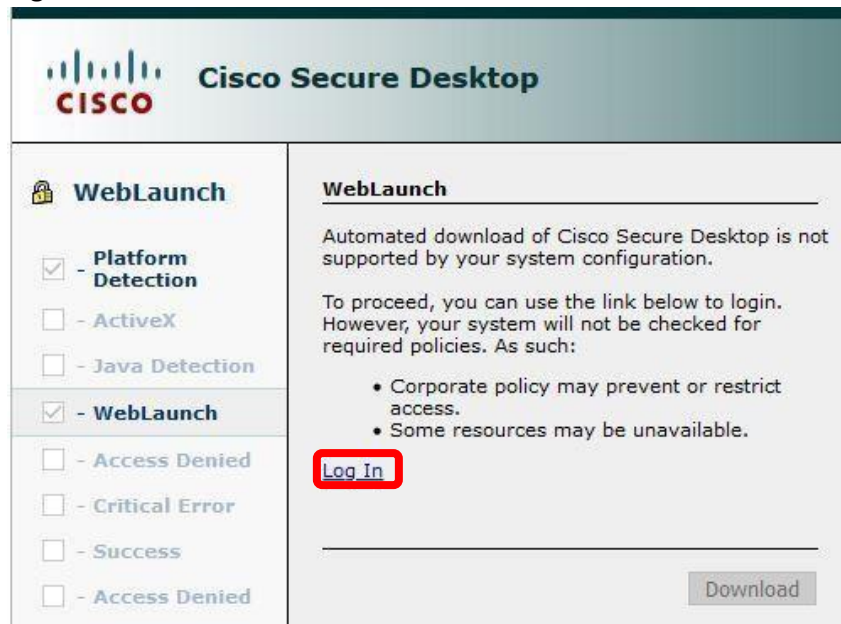 CISCO
Cisco Secure Desktop
WebLaunch
- Platform
Detection
- ActiveX
- Java Detection
- WebLaunch
- Access Denied
- Critical Error
- Success
- Access Denied
WebLaunch
Automated download of Cisco Secure Desktop is not
supported by your system configuration.
To proceed, you can use the link below to login.
However, your system will not be checked for
required policies. As such:
• Corporate policy may prevent or restrict
access.
• Some resources may be unavailable.
Log In
Download